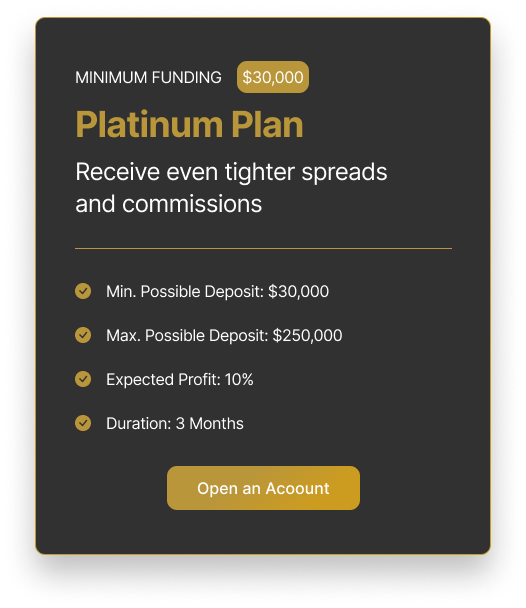 MINIMUM FUNDING $30,000
Platinum Plan
Receive even tighter spreads
and commissions
Min. Possible Deposit: $30,000
Max. Possible Deposit: $250,000
Expected Profit: 10%
Duration: 3 Months
Open an Acoount